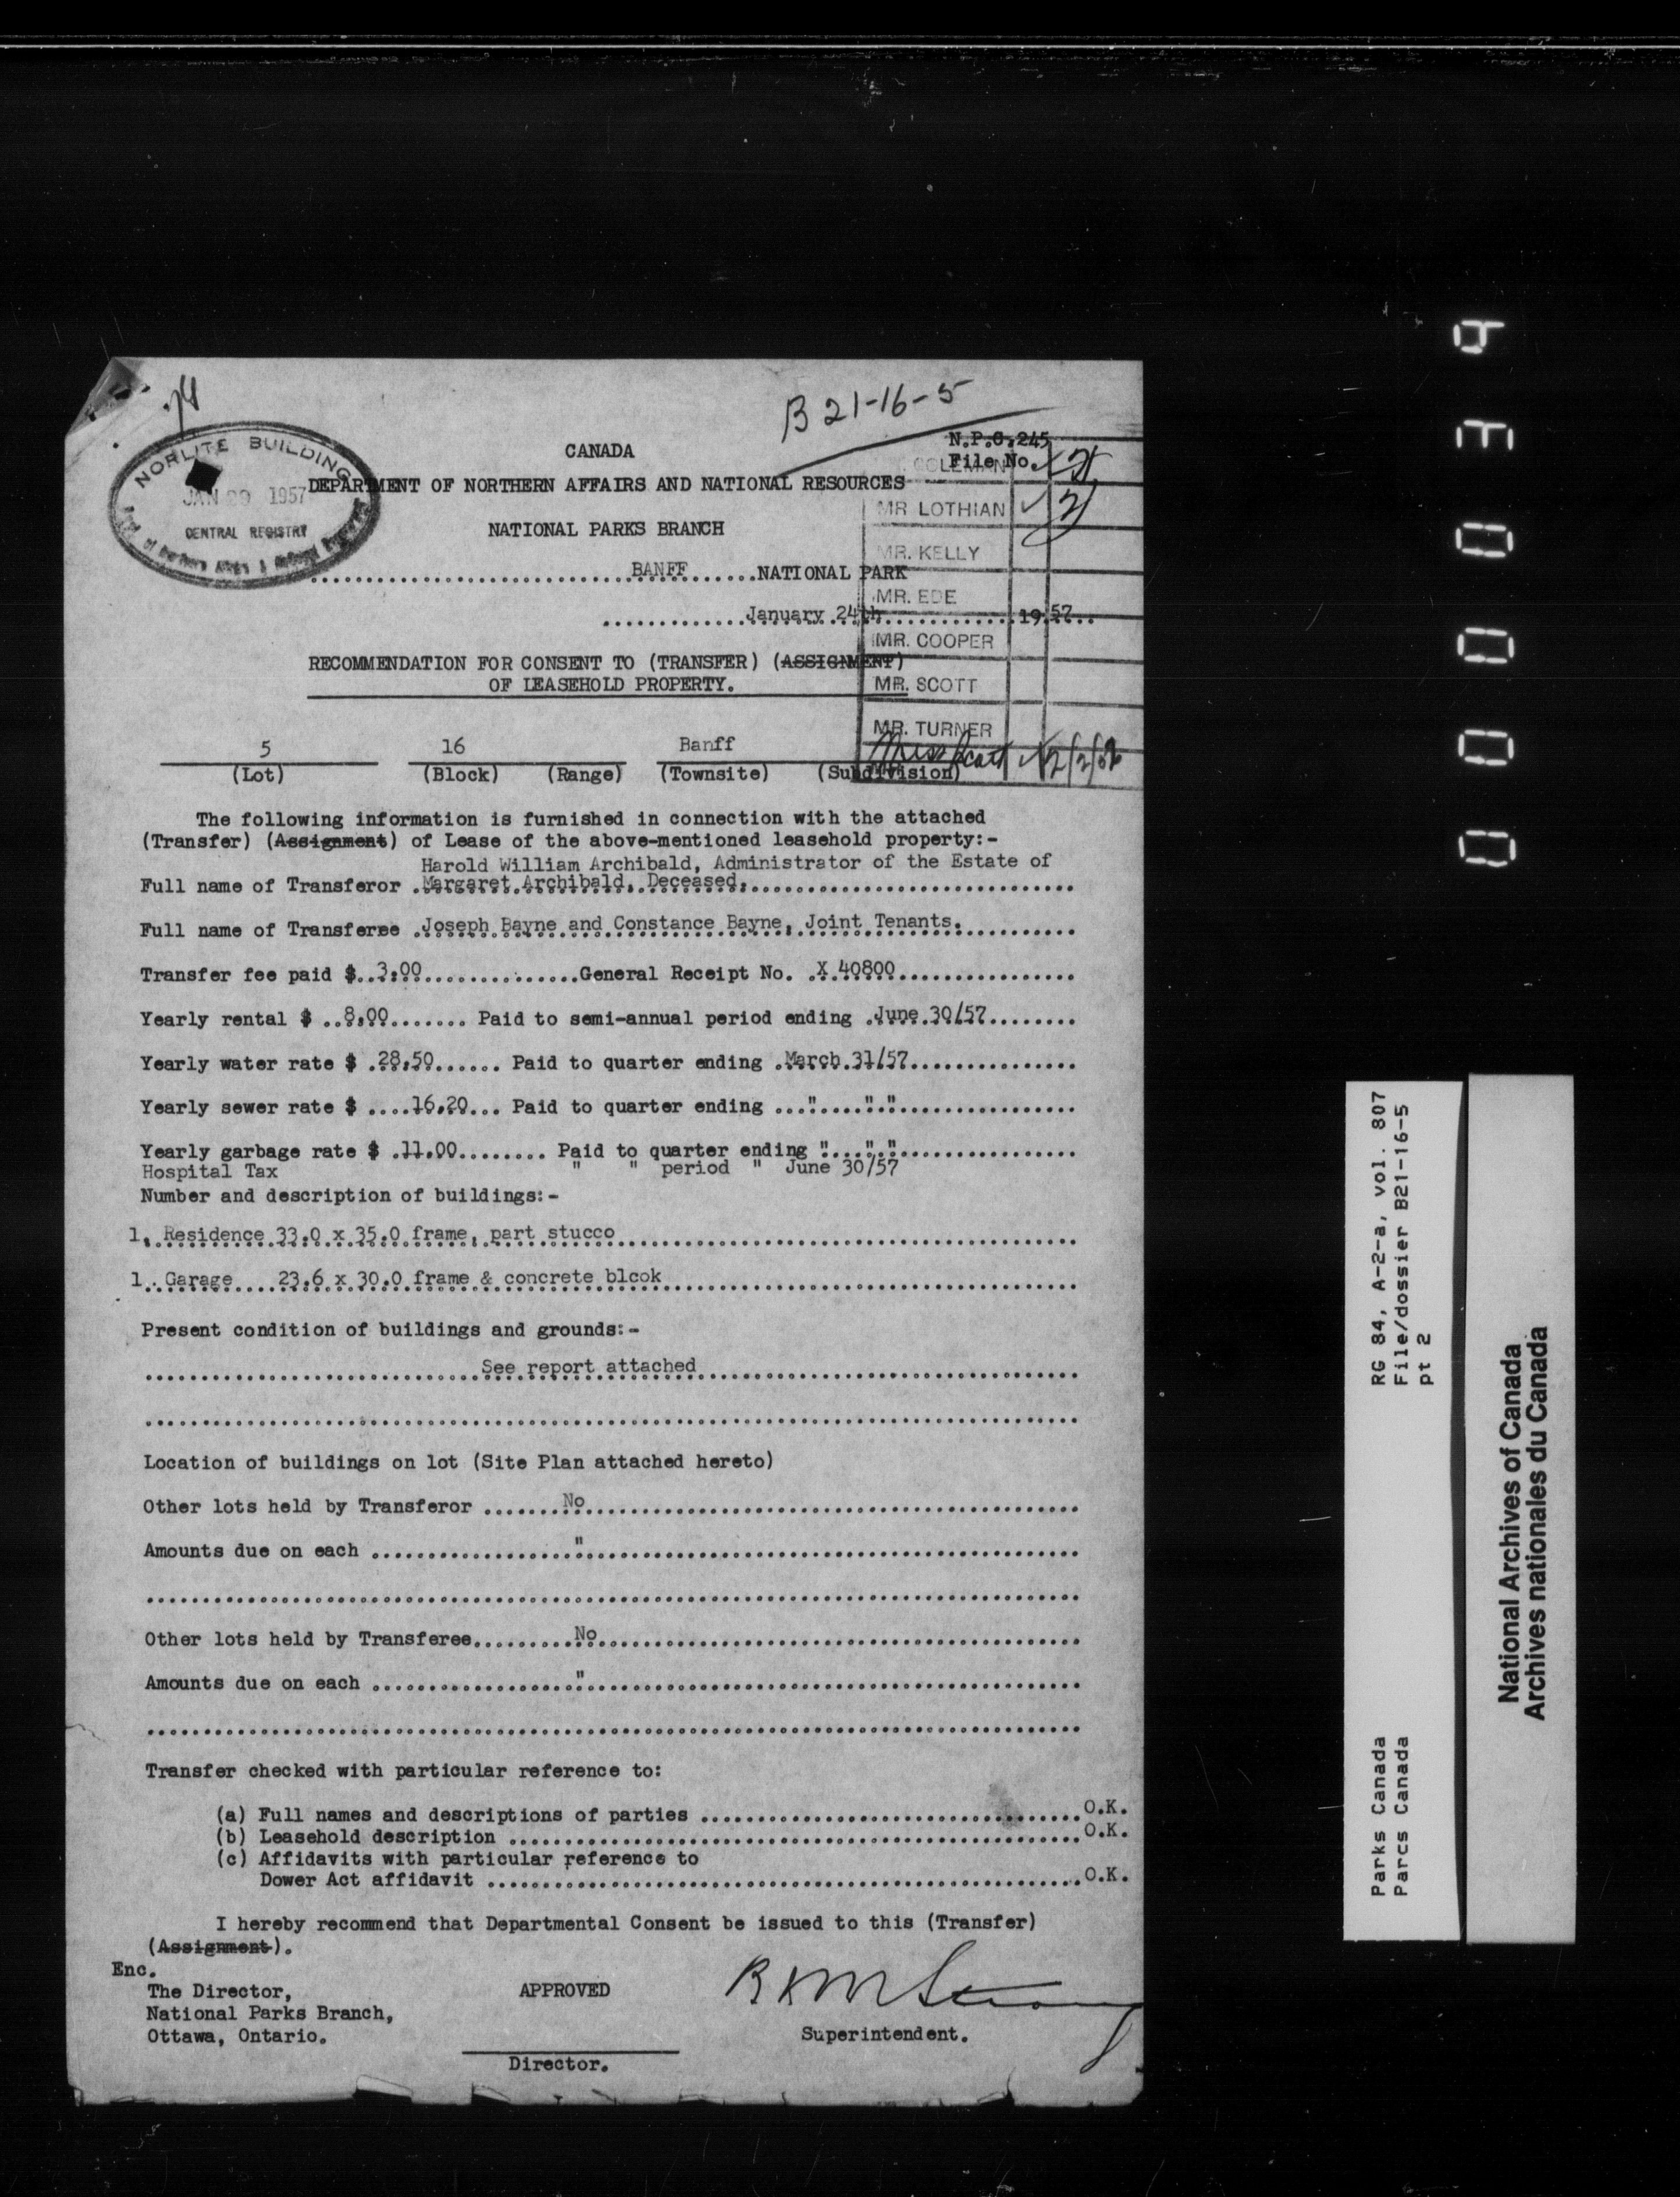 B 21-16-5
NORLITE BUILDING
JAN 29 1957
CENTRAL REGISTRY
N.P.C. 245
File No.
CANADA
DEPARTMENT OF NORTHERN AFFAIRS AND NATIONAL RESOURCES
NATIONAL PARKS BRANCH
BANFF NATIONAL PARK
January 24th 19 57
COLEMAN
MR LOTHIAN
MR. KELLY
MR. EDE
MR. COOPER
MR. SCOTT
MR. TURNER
Miss Scott
RECOMMENDATION FOR CONSENT TO (TRANSFER) (ASSIGNMENT)
OF LEASEHOLD PROPERTY.
5 16 Banff
(Lot) (Block) (Range) (Townsite) (Subdivision)
The following information is furnished in connection with the attached
(Transfer) (Assignment) of Lease of the above-mentioned leasehold property:-
Harold William Archibald, Administrator of the Estate of
Full name of Transferor Margaret Archibald, Deceased.
Full name of Transferee Joseph Bayne and Constance Bayne, Joint Tenants.
Transfer fee paid $ 3.00 General Receipt No. X 40800
Yearly rental $ 8.00 Paid to semi-annual period ending June 30/57
Yearly water rate $ 28.50 Paid to quarter ending March 31/57
Yearly sewer rate $ 16.20 Paid to quarter ending " " "
Yearly garbage rate $ 11.00 Paid to quarter ending " " "
Hospital Tax " " period " June 30/57
Number and description of buildings:-
1. Residence 33.0 x 35.0 frame, part stucco
1. Garage 23.6 x 30.0 frame & concrete blcok
Present condition of buildings and grounds:-
See report attached
Location of buildings on lot (Site Plan attached hereto)
Other lots held by Transferor No
Amounts due on each "
Other lots held by Transferee No
Amounts due on each "
Transfer checked with particular reference to:
(a) Full names and descriptions of parties O.K.
(b) Leasehold description O.K.
(c) Affidavits with particular reference to
Dower Act affidavit O.K.
I hereby recommend that Departmental Consent be issued to this (Transfer)
(Assignment).
Enc.
The Director, APPROVED
National Parks Branch,
Ottawa, Ontario. Superintendent.
Director.
RG 84, A-2-a, vol. 807
File/dossier B21-16-5
pt 2
Parks Canada
Parcs Canada
National Archives of Canada
Archives nationales du Canada